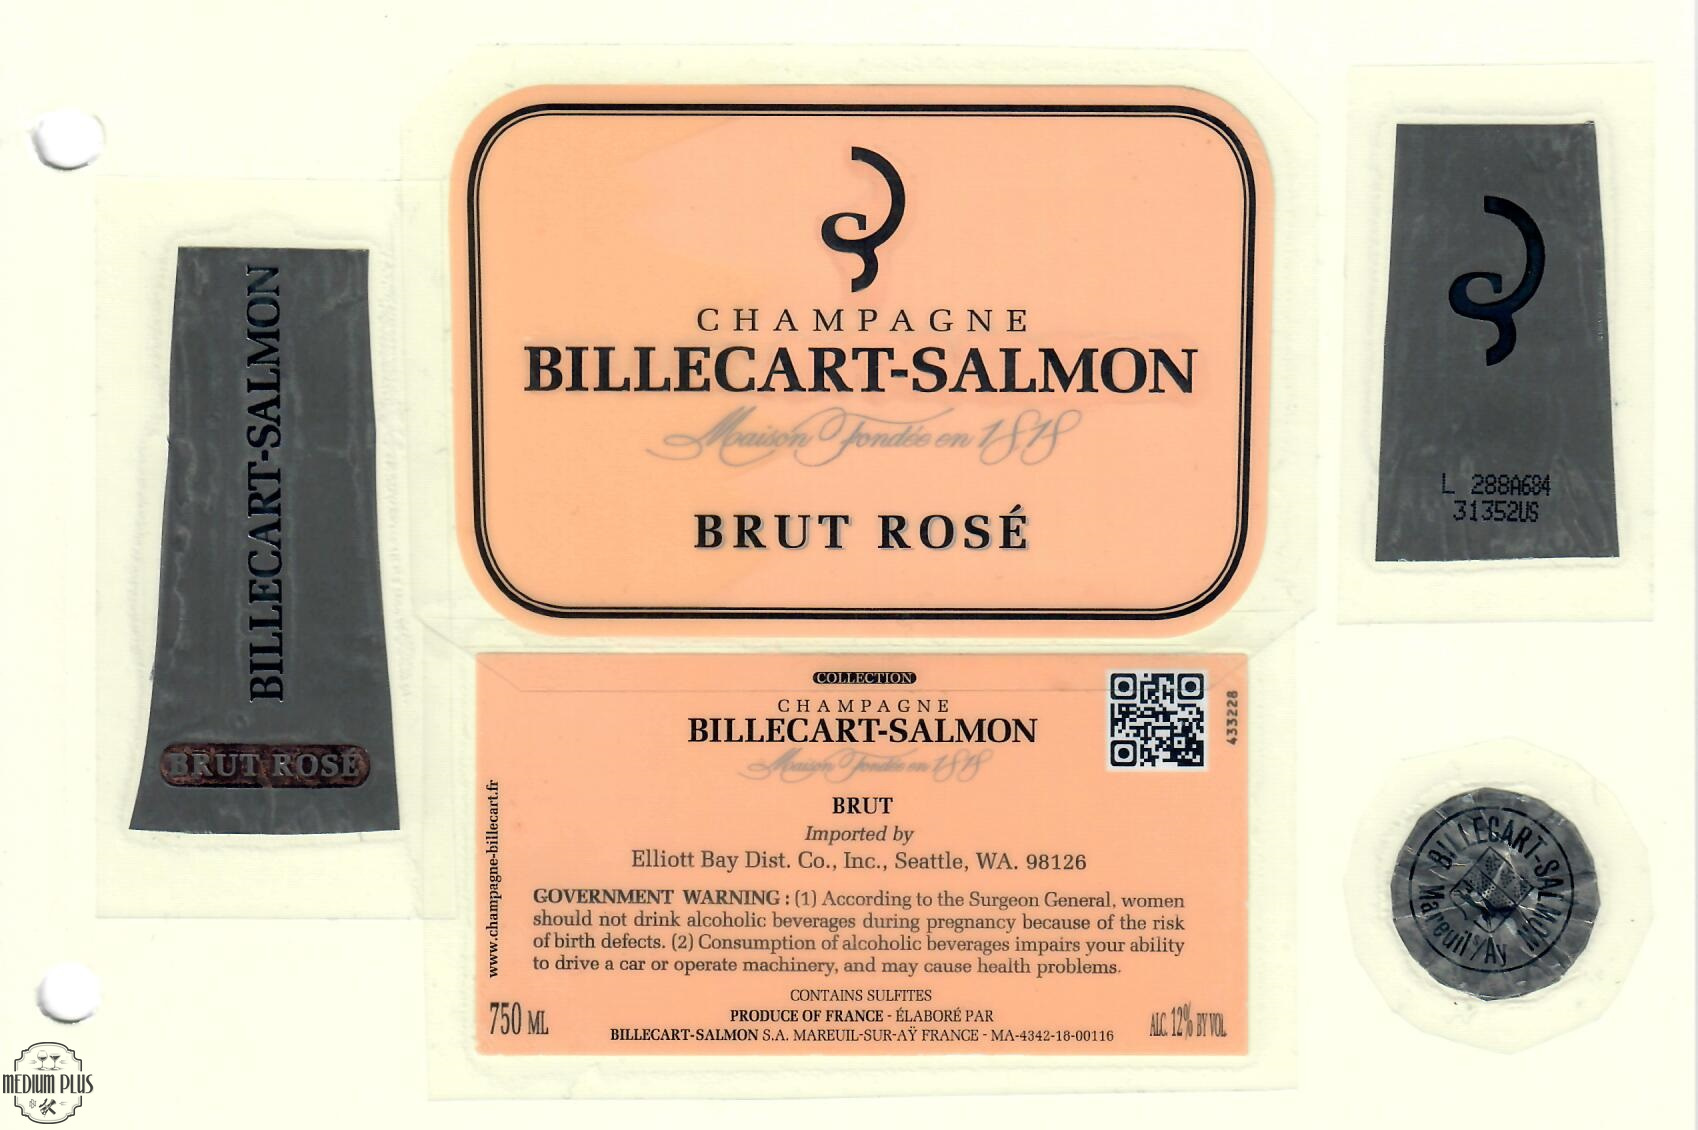 CHAMPAGNE
BILLECART-SALMON
Maison Fondée en 1818
BRUT ROSÉ
BILLECART-SALMON
BRUT ROSÉ
L 288A684
31352US
COLLECTION
CHAMPAGNE
BILLECART-SALMON
Maison Fondée en 1818
433228
BRUT
Imported by
Elliott Bay Dist. Co., Inc., Seattle, WA. 98126
www.champagne-billecart.fr
GOVERNMENT WARNING : (1) According to the Surgeon General, women
should not drink alcoholic beverages during pregnancy because of the risk
of birth defects. (2) Consumption of alcoholic beverages impairs your ability
to drive a car or operate machinery, and may cause health problems.
CONTAINS SULFITES
750 ML
PRODUCE OF FRANCE - ÉLABORÉ PAR
ALC. 12% BY VOL.
BILLECART-SALMON S.A. MAREUIL-SUR-AŸ FRANCE - MA-4342-18-00116
BILLECART-SALMON
Mareuil s/Ay
MEDIUM PLUS